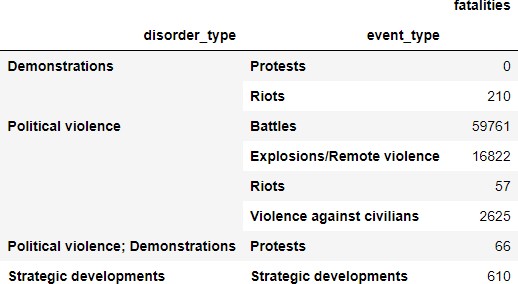 fatalities
disorder_type event_type
Demonstrations Protests 0
Riots 210
Political violence Battles 59761
Explosions/Remote violence 16822
Riots 57
Violence against civilians 2625
Political violence; Demonstrations Protests 66
Strategic developments Strategic developments 610